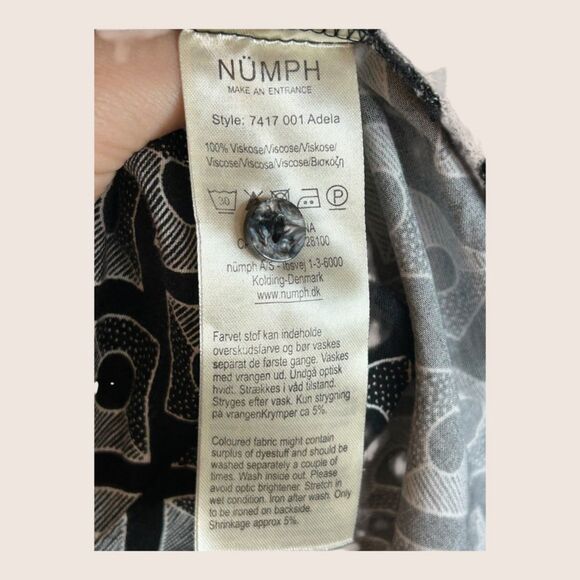 NÜMPH
MAKE AN ENTRANCE
Style: 7417 001 Adela
100% Viskose/Viscose/Viskose/
Viscose/Viscosa/Viscose/Вискозη
30
P
NA
28100
nümph A/S - Ibsvej 1-3-6000
Kolding-Denmark
www.numph.dk
Farvet stof kan indeholde
overskudsfarve og bør vaskes
separat de første gange. Vaskes
med vrangen ud. Undgå optisk
hvidt. Strækkes i våd tilstand.
Stryges efter vask. Kun strygning
på vrangenKrymper ca 5%.
Coloured fabric might contain
surplus of dyestuff and should be
washed separately a couple of
times. Wash inside out. Please
avoid optic brightener. Stretch in
wet condition. Iron after wash. Only
to be ironed on backside.
Shrinkage approx 5%.